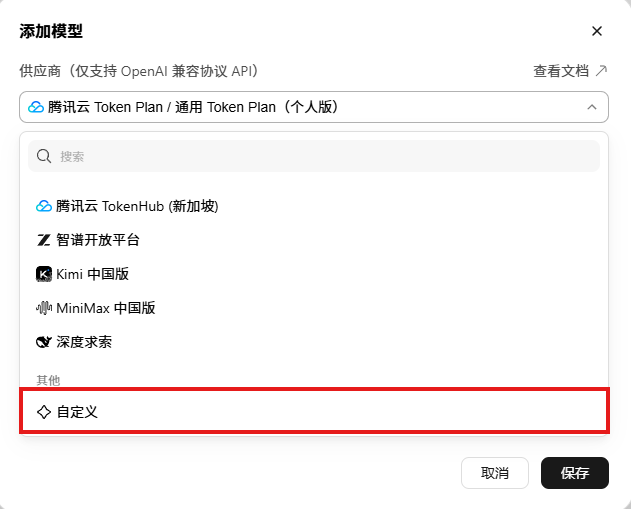 添加模型
供应商（仅支持 OpenAI 兼容协议 API） 查看文档
腾讯云 Token Plan / 通用 Token Plan（个人版）
搜索
腾讯云 TokenHub (新加坡)
智谱开放平台
Kimi 中国版
MiniMax 中国版
深度求索
其他
自定义
取消 保存